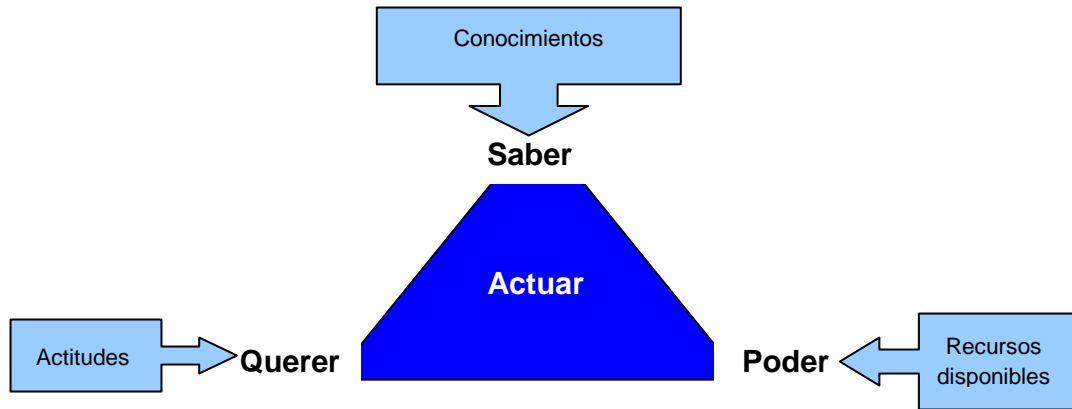 Conocimientos
Saber
Actuar
Actitudes
Querer
Poder
Recursos
disponibles